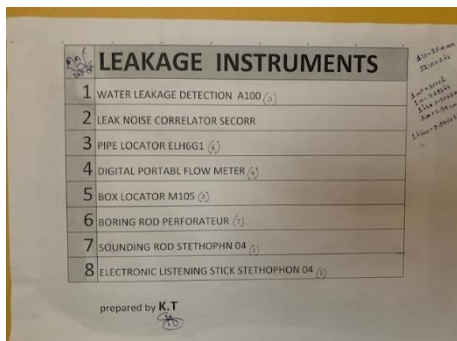 LEAKAGE INSTRUMENTS
1 WATER LEAKAGE DETECTION A100
2 LEAK NOISE CORRELATOR SECORR
3 PIPE LOCATOR ELH6G1
4 DIGITAL PORTABL FLOW METER
5 BOX LOCATOR M105
6 BORING ROD PERFORATEUR
7 SOUNDING ROD STETHOPHN 04
8 ELECTRONIC LISTENING STICK STETHOPHON 04
prepared by K.T